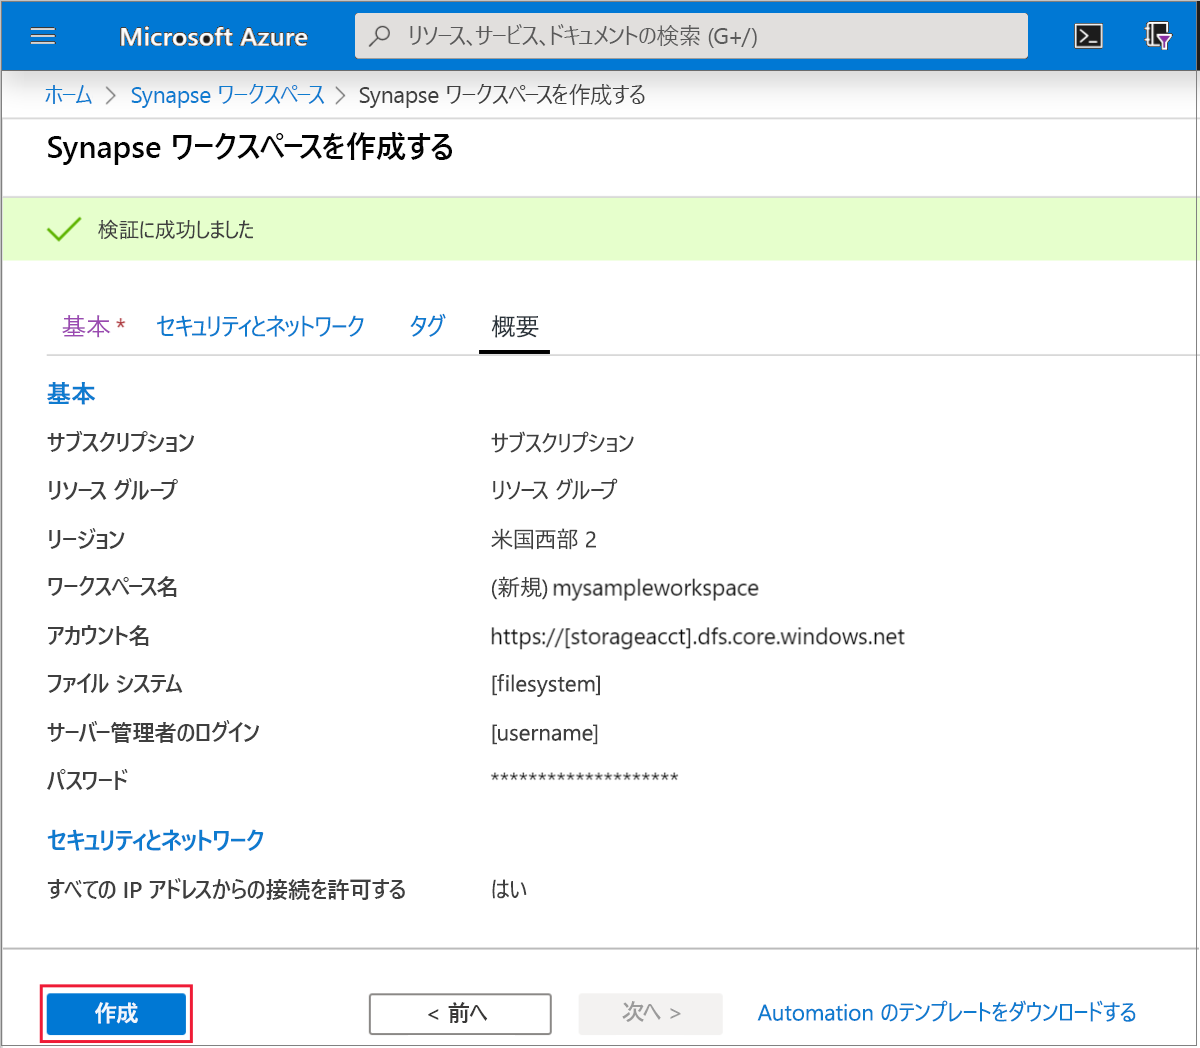 Microsoft Azure
リソース、サービス、ドキュメントの検索 (G+/)
ホーム > Synapse ワークスペース > Synapse ワークスペースを作成する
Synapse ワークスペースを作成する
検証に成功しました
基本 * セキュリティとネットワーク タグ 概要
基本
サブスクリプション サブスクリプション
リソース グループ リソース グループ
リージョン 米国西部 2
ワークスペース名 (新規) mysampleworkspace
アカウント名 https://[storageacct].dfs.core.windows.net
ファイル システム [filesystem]
サーバー管理者のログイン [username]
パスワード ********************
セキュリティとネットワーク
すべての IP アドレスからの接続を許可する はい
作成 < 前へ 次へ > Automation のテンプレートをダウンロードする